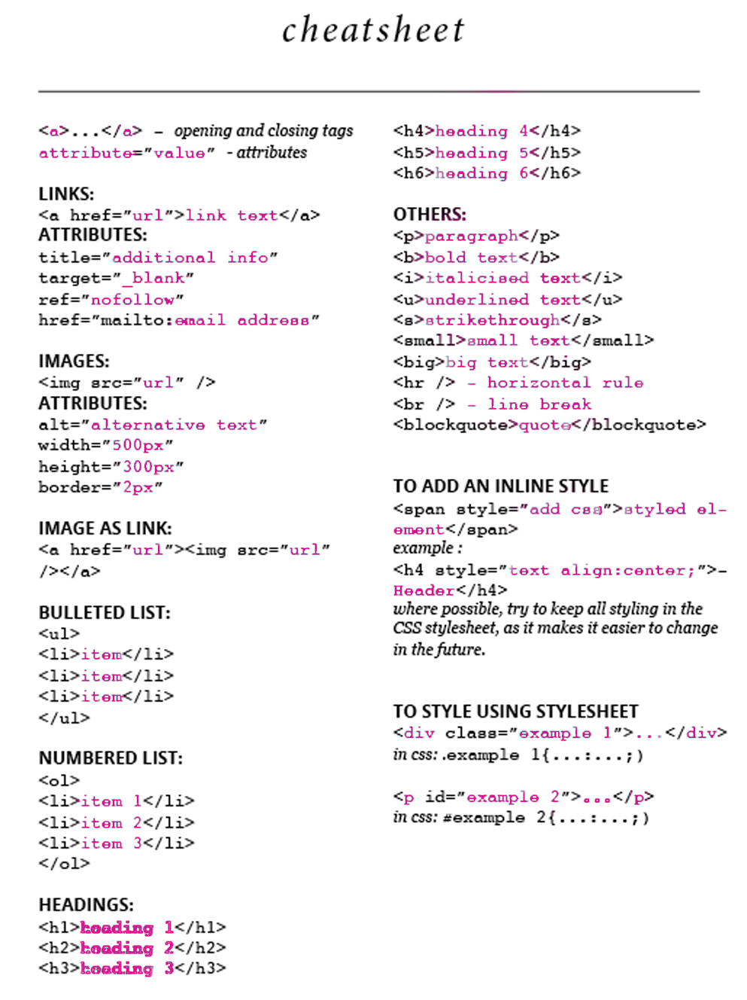 cheatsheet
<a>...</a> - opening and closing tags
attribute="value" - attributes
LINKS:
<a href="url">link text</a>
ATTRIBUTES:
title="additional info"
target="_blank"
ref="nofollow"
href="mailto:email address"
IMAGES:
<img src="url" />
ATTRIBUTES:
alt="alternative text"
width="500px"
height="300px"
border="2px"
IMAGE AS LINK:
<a href="url"><img src="url"
/></a>
BULLETED LIST:
<ul>
<li>item</li>
<li>item</li>
<li>item</li>
</ul>
NUMBERED LIST:
<ol>
<li>item 1</li>
<li>item 2</li>
<li>item 3</li>
</ol>
HEADINGS:
<h1>heading 1</h1>
<h2>heading 2</h2>
<h3>heading 3</h3>
<h4>heading 4</h4>
<h5>heading 5</h5>
<h6>heading 6</h6>
OTHERS:
<p>paragraph</p>
<b>bold text</b>
<i>italicised text</i>
<u>underlined text</u>
<s>strikethrough</s>
<small>small text</small>
<big>big text</big>
<hr /> - horizontal rule
<br /> - line break
<blockquote>quote</blockquote>
TO ADD AN INLINE STYLE
<span style="add css">styled el-
ement</span>
example :
<h4 style="text align:center;">-
Header</h4>
where possible, try to keep all styling in the
CSS stylesheet, as it makes it easier to change
in the future.
TO STYLE USING STYLESHEET
<div class="example 1">...</div>
in css: .example 1{...:...;)
<p id="example 2">...</p>
in css: #example 2{...:...;)